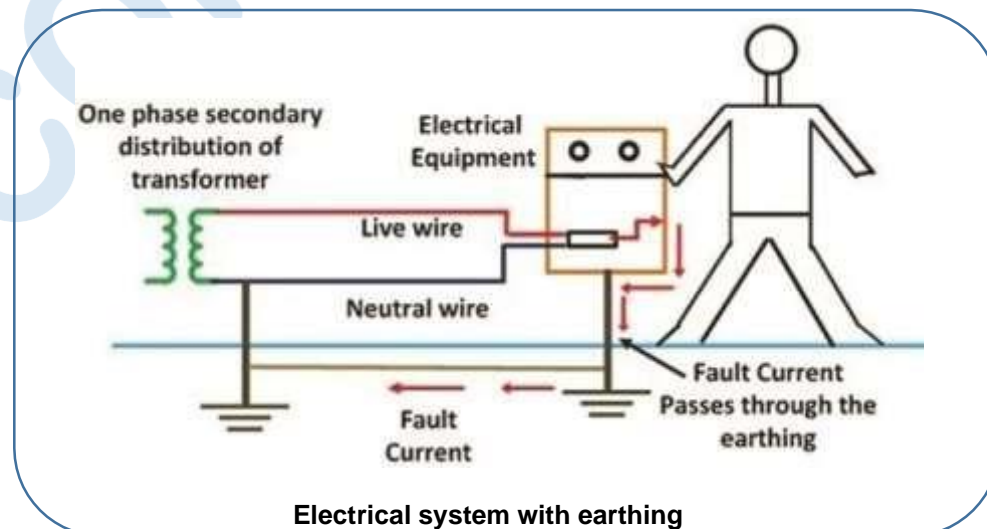 One phase secondary
distribution of
transformer
Electrical
Equipment
Live wire
Neutral wire
Fault Current
Passes through the
earthing
Fault
Current
Electrical system with earthing